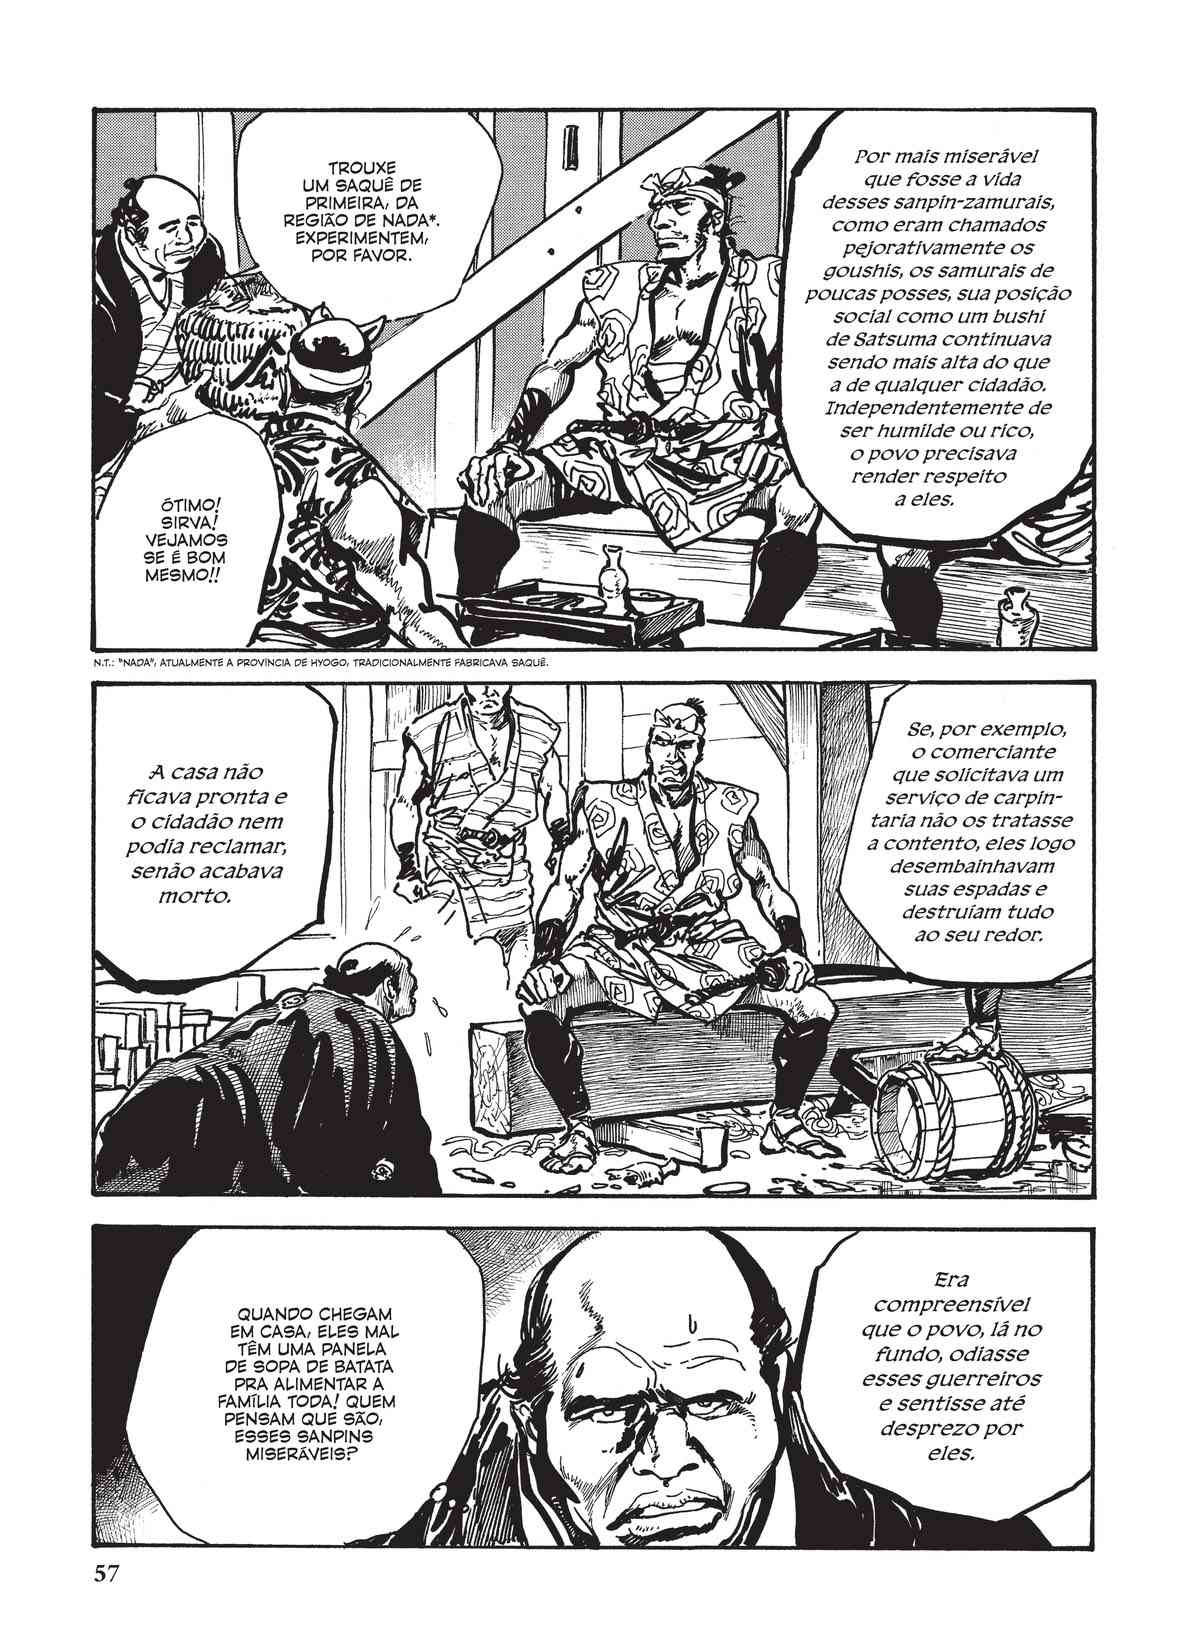 Por mais miserável
que fosse a vida
desses sanpin-zamurais,
como eram chamados
pejorativamente os
goushis, os samurais de
poucas posses, sua posição
social como um bushi
de Satsuma continuava
sendo mais alta do que
a de qualquer cidadão.
Independentemente de
ser humilde ou rico,
o povo precisava
render respeito
a eles.
TROUXE
UM SAQUÊ DE
PRIMEIRA, DA
REGIÃO DE NADA*.
EXPERIMENTEM,
POR FAVOR.
ÓTIMO!
SIRVA!
VEJAMOS
SE É BOM
MESMO!!
N.T.: "NADA", ATUALMENTE A PROVÍNCIA DE HYOGO, TRADICIONALMENTE FABRICAVA SAQUÊ.
Se, por exemplo,
o comerciante
que solicitava um
serviço de carpin-
taria não os tratasse
a contento, eles logo
desembainhavam
suas espadas e
destruíam tudo
ao seu redor.
A casa não
ficava pronta e
o cidadão nem
podia reclamar,
senão acabava
morto.
Era
compreensível
que o povo, lá no
fundo, odiasse
esses guerreiros
e sentisse até
desprezo por
eles.
QUANDO CHEGAM
EM CASA, ELES MAL
TÊM UMA PANELA
DE SOPA DE BATATA
PRA ALIMENTAR A
FAMÍLIA TODA! QUEM
PENSAM QUE SÃO,
ESSES SANPINS
MISERÁVEIS?
57